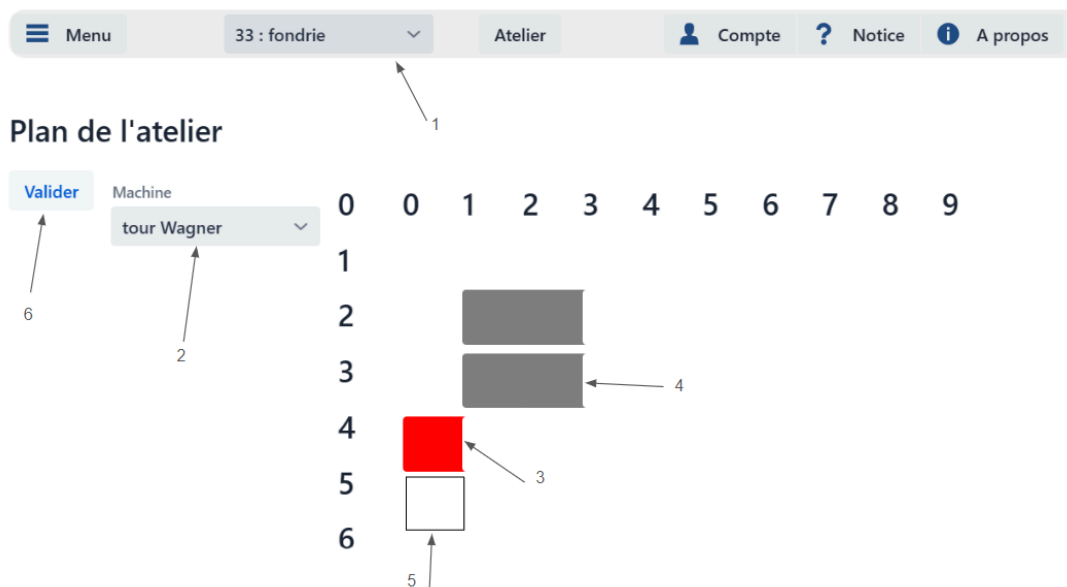 Menu 33 : fondrie Atelier Compte ? Notice A propos
1
Plan de l'atelier
Valider Machine
tour Wagner
0 0 1 2 3 4 5 6 7 8 9
1
2
6
2
3
4
4
3
5
6
5